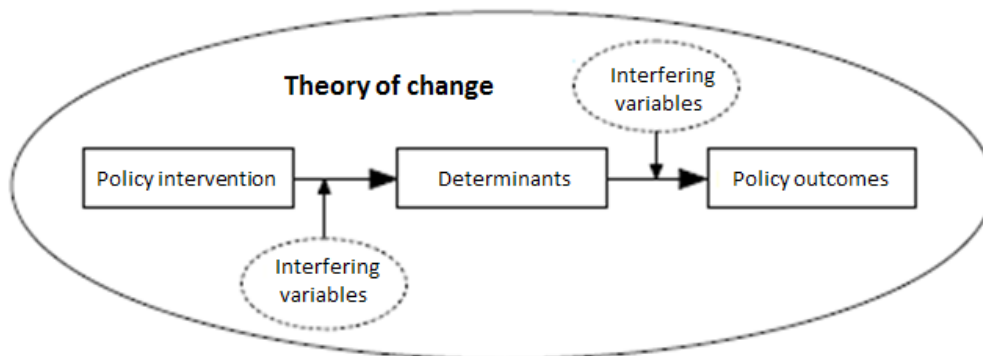 Theory of change
Interfering
variables
Policy intervention
Determinants
Policy outcomes
Interfering
variables